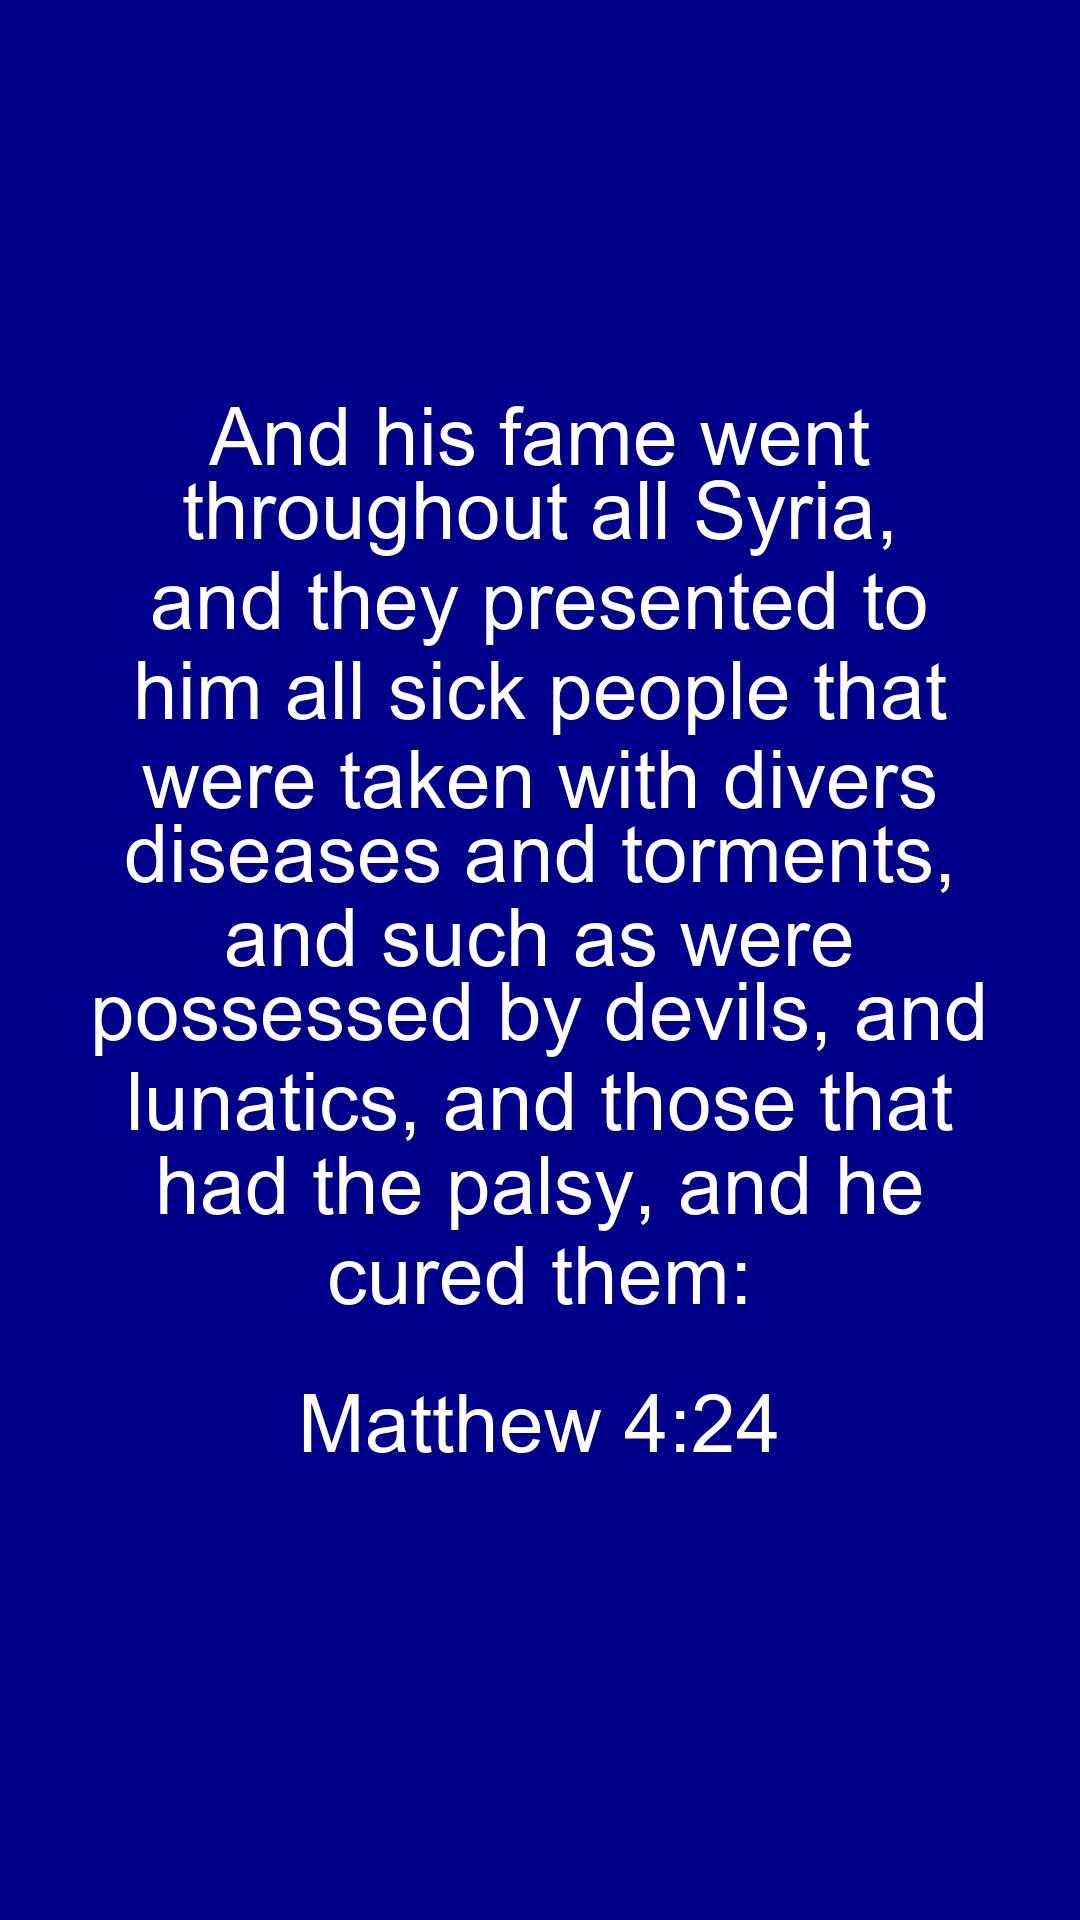 And his fame went
throughout all Syria,
and they presented to
him all sick people that
were taken with divers
diseases and torments,
and such as were
possessed by devils, and
lunatics, and those that
had the palsy, and he
cured them:
Matthew 4:24